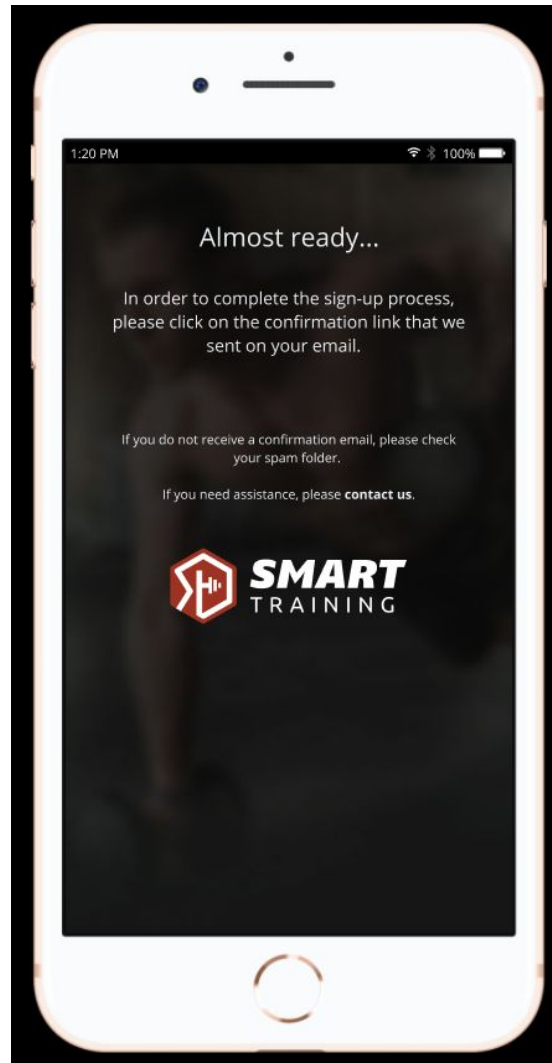 1:20 PM 100%
Almost ready...
In order to complete the sign-up process,
please click on the confirmation link that we
sent on your email.
If you do not receive a confirmation email, please check
your spam folder.
If you need assistance, please contact us.
SMART
TRAINING